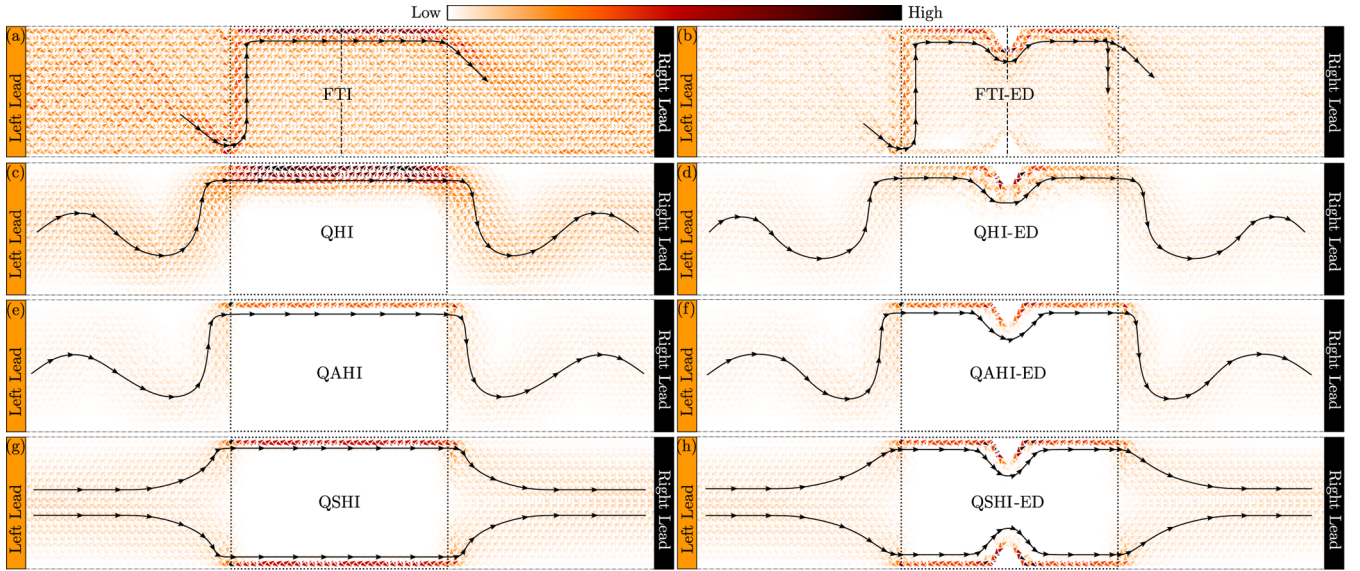 Low High
(a) Left Lead FTI Right Lead
(b) Left Lead FTI-ED Right Lead
(c) Left Lead QHI Right Lead
(d) Left Lead QHI-ED Right Lead
(e) Left Lead QAHI Right Lead
(f) Left Lead QAHI-ED Right Lead
(g) Left Lead QSHI Right Lead
(h) Left Lead QSHI-ED Right Lead